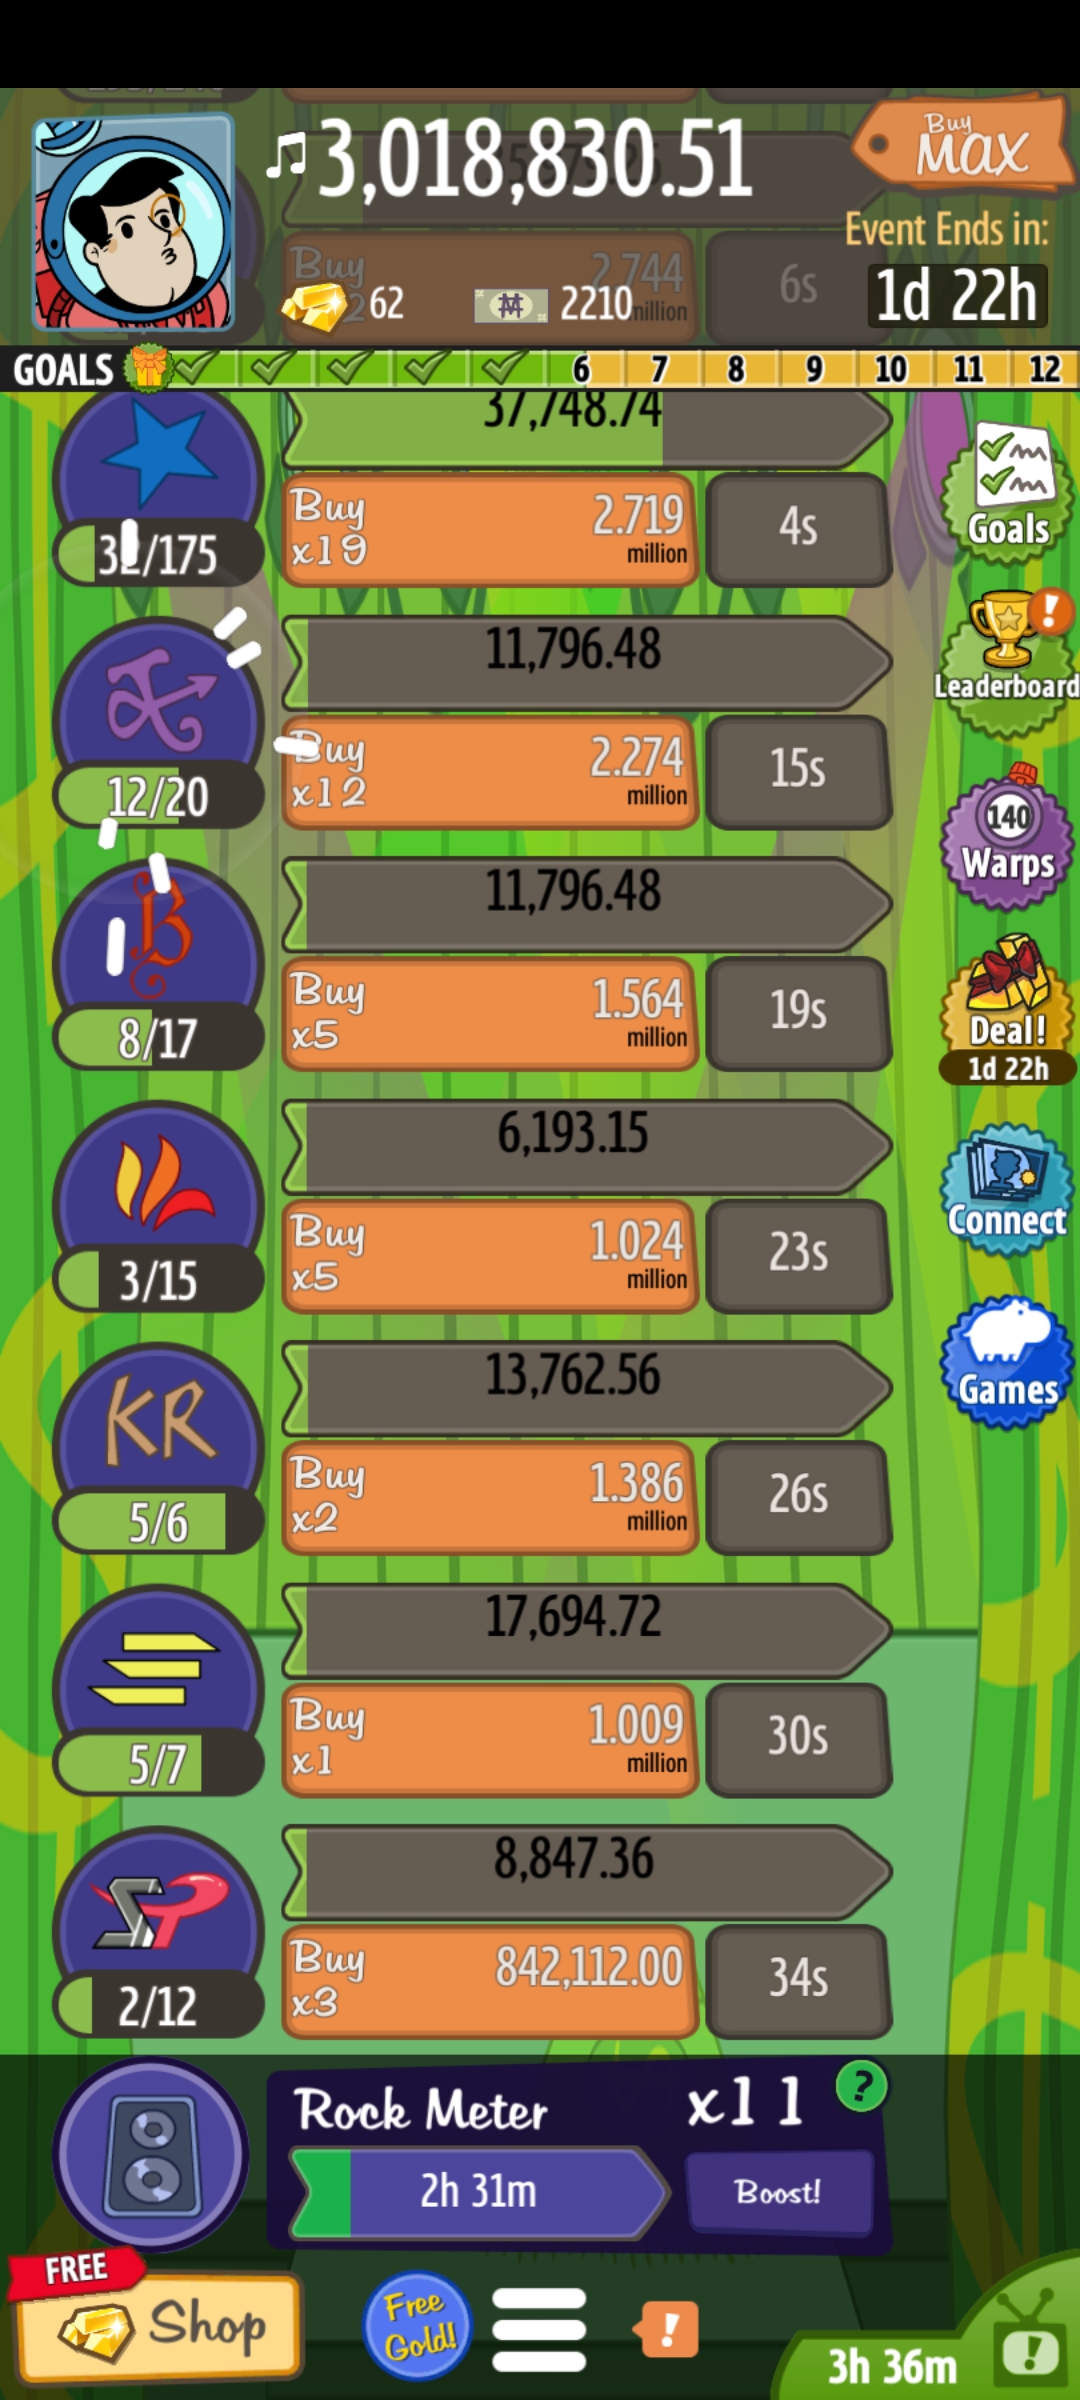 3,018,830.51
Buy
MAX
Event Ends in:
1d 22h
Buy
2.744
million
6s
62
2210
GOALS
6 7 8 9 10 11 12
37,748.74
Buy
x19
2.719
million
4s
/175
Goals
11,796.48
Buy
x12
2.274
million
15s
12/20
Leaderboard
140
Warps
11,796.48
Buy
x5
1.564
million
19s
B
8/17
Deal!
1d 22h
6,193.15
Buy
x5
1.024
million
23s
3/15
Connect
13,762.56
Buy
x2
1.386
million
26s
KR
5/6
Games
17,694.72
Buy
x1
1.009
million
30s
5/7
8,847.36
Buy
x3
842,112.00
34s
2/12
Rock Meter
x11
?
2h 31m
Boost!
FREE
Shop
Free
Gold!
!
3h 36m
!